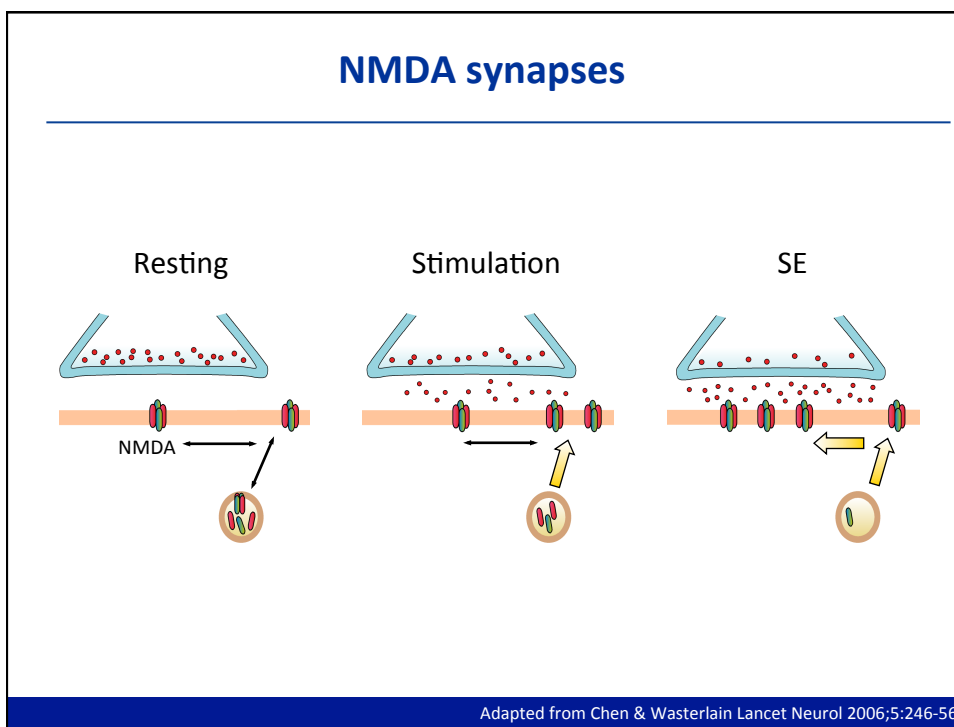 NMDA synapses
Resting
Stimulation
SE
NMDA
Adapted from Chen & Wasterlain Lancet Neurol 2006;5:246-56